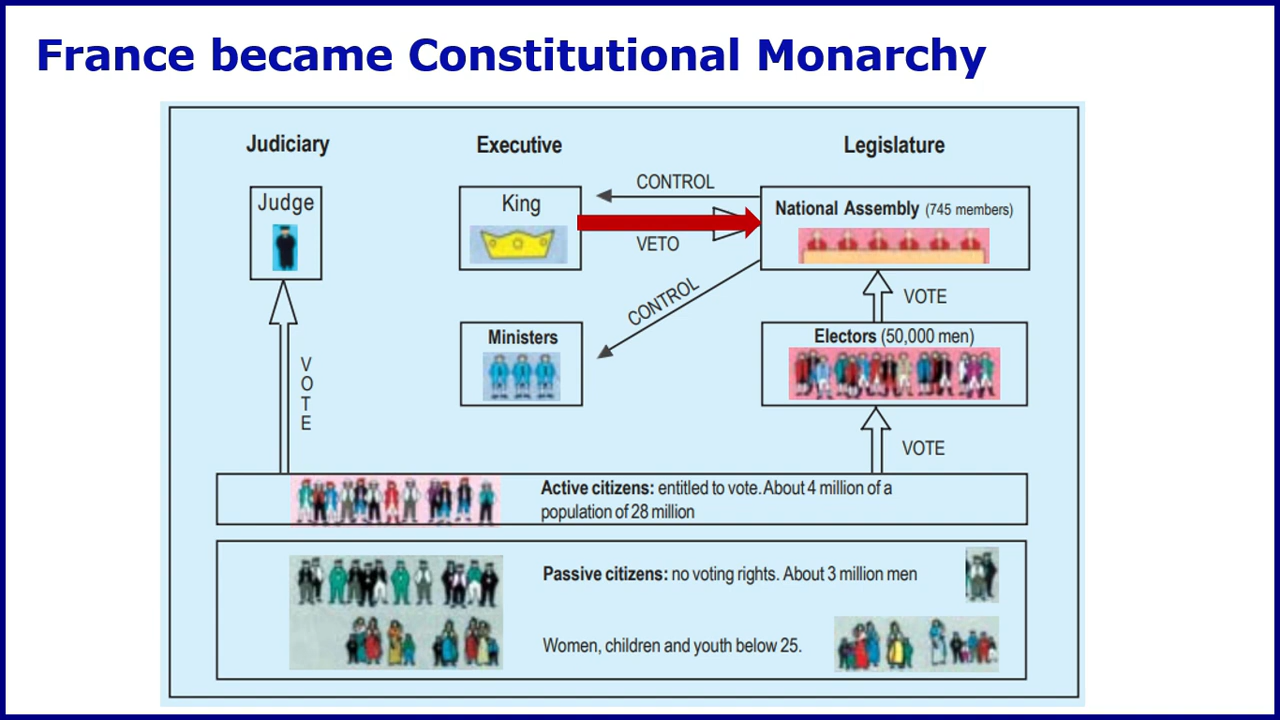 France became Constitutional Monarchy
Judiciary
Executive
Legislature
Judge
King
CONTROL
VETO
National Assembly (745 members)
CONTROL
VOTE
Ministers
Electors (50,000 men)
VOTE
VOTE
Active citizens: entitled to vote. About 4 million of a
population of 28 million
Passive citizens: no voting rights. About 3 million men
Women, children and youth below 25.